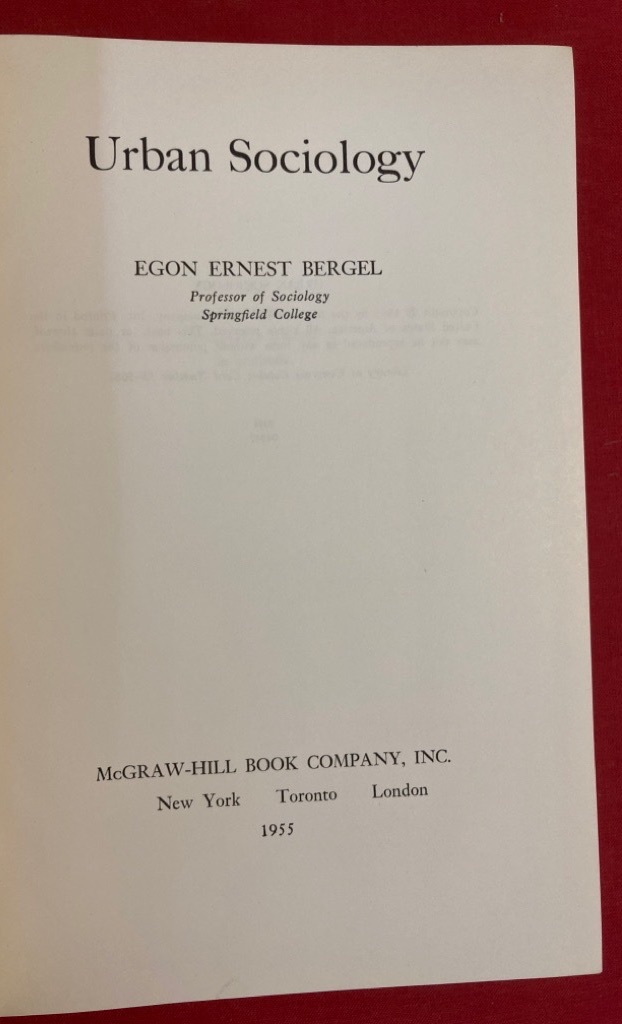 Urban Sociology
EGON ERNEST BERGEL
Professor of Sociology
Springfield College
McGRAW-HILL BOOK COMPANY, INC.
New York Toronto London
1955